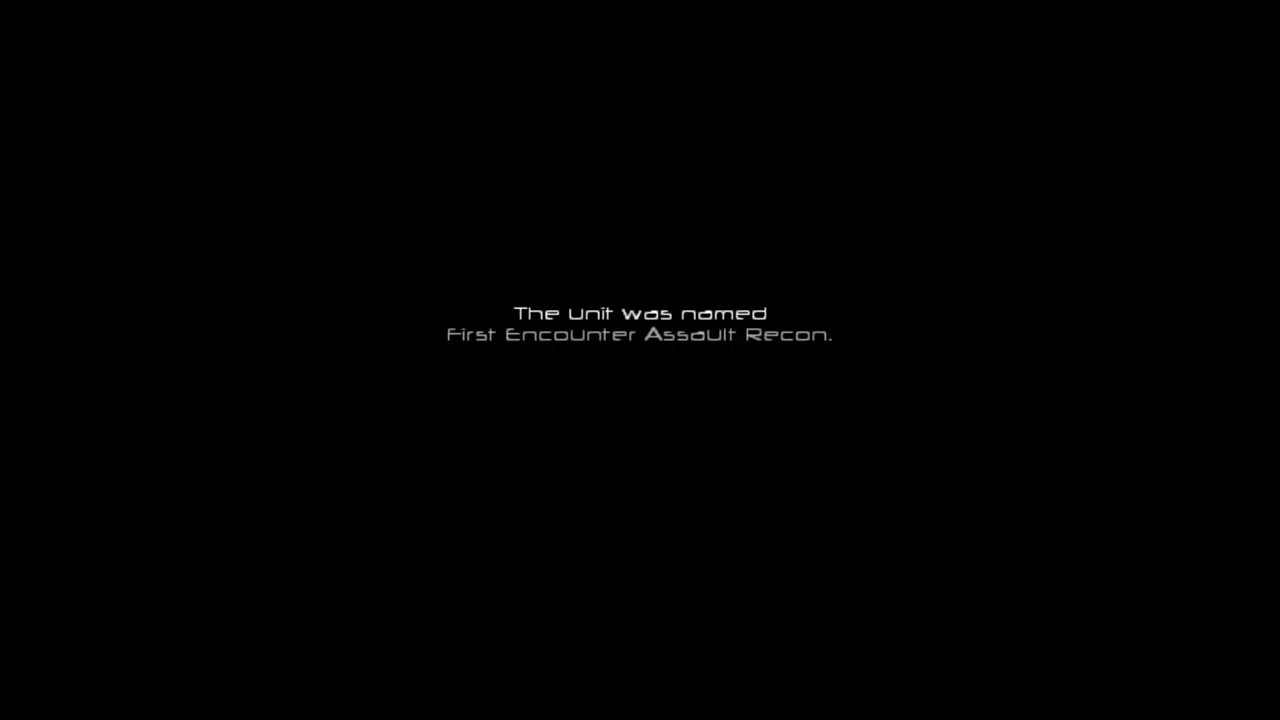 The unit was named
First Encounter Assault Recon.